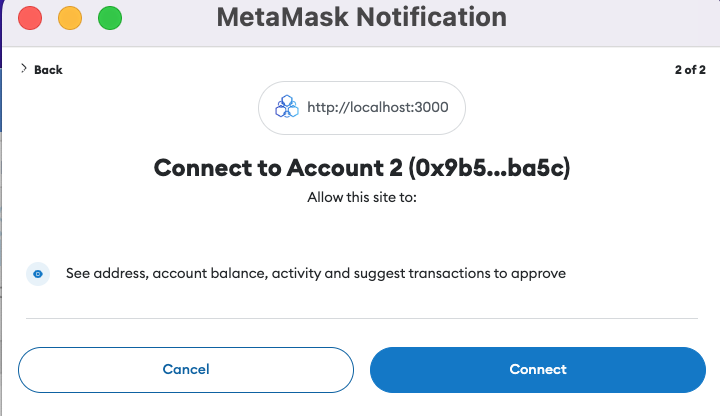 MetaMask Notification
Back
2 of 2
http://localhost:3000
Connect to Account 2 (0x9b5...ba5c)
Allow this site to:
See address, account balance, activity and suggest transactions to approve
Cancel
Connect